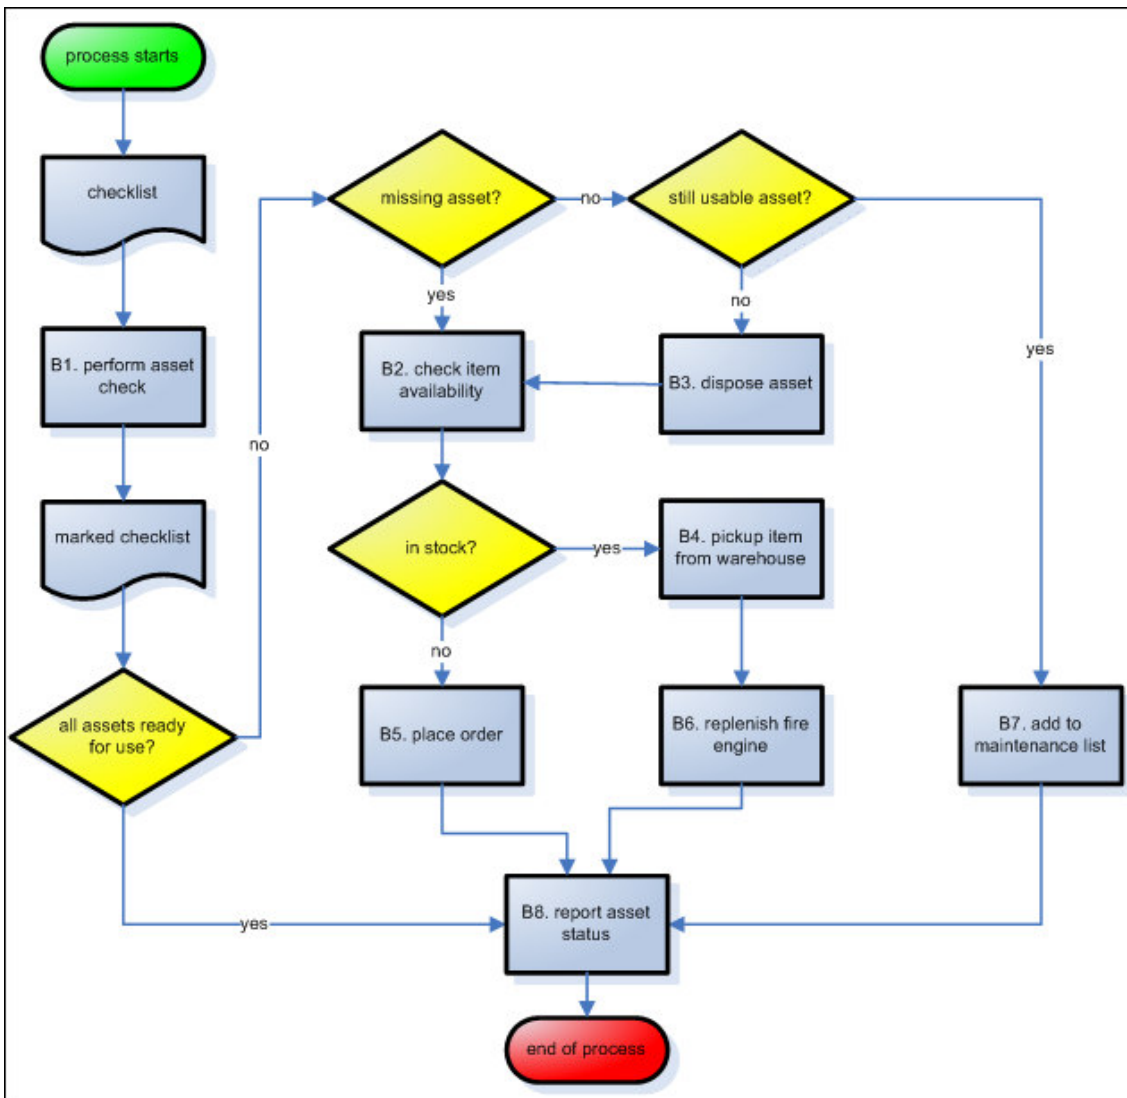 process starts
checklist
B1. perform asset
check
marked checklist
all assets ready
for use?
no
yes
missing asset?
no
still usable asset?
yes
no
yes
B2. check item
availability
B3. dispose asset
in stock?
yes
B4. pickup item
from warehouse
no
B5. place order
B6. replenish fire
engine
B7. add to
maintenance list
B8. report asset
status
end of process